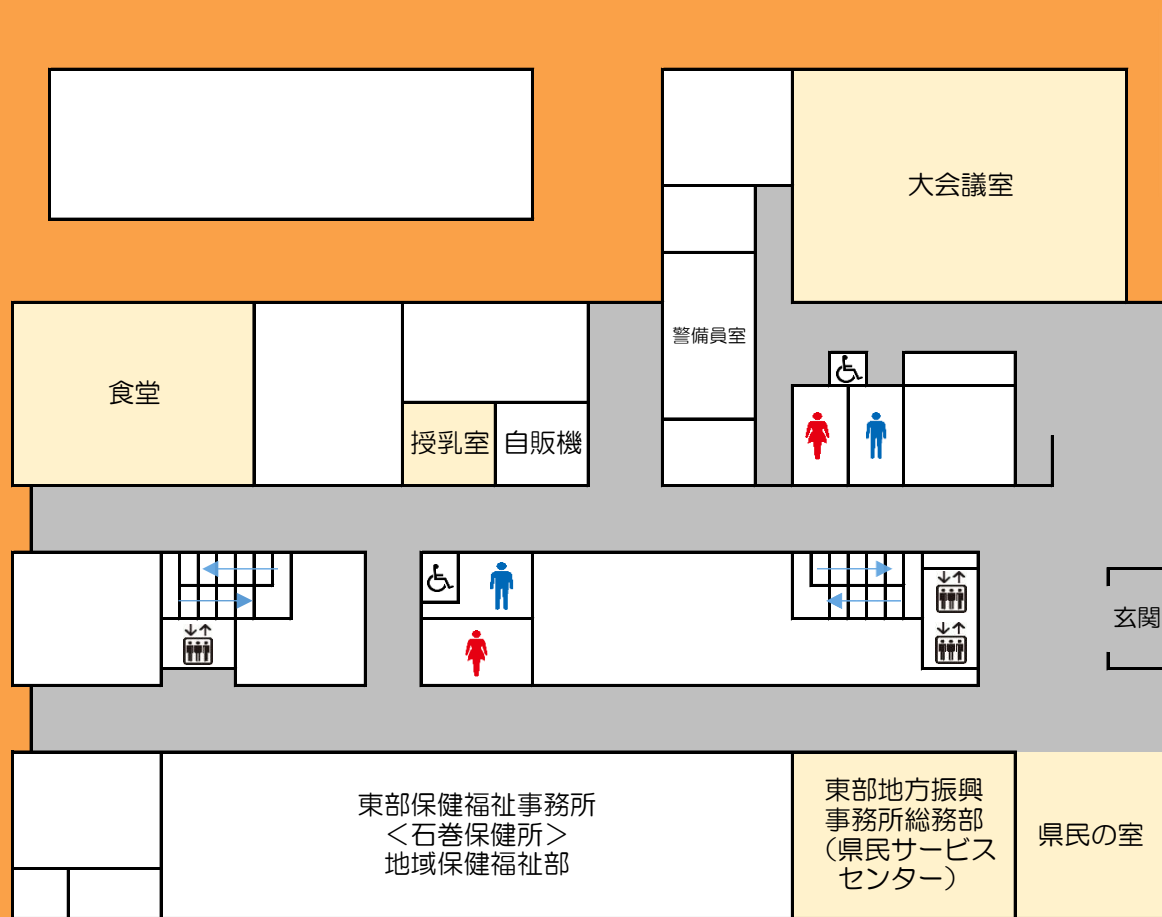 大会議室
警備員室
食堂
授乳室
自販機
玄関
東部保健福祉事務所
＜石巻保健所＞
地域保健福祉部
東部地方振興
事務所総務部
（県民サービス
センター）
県民の室